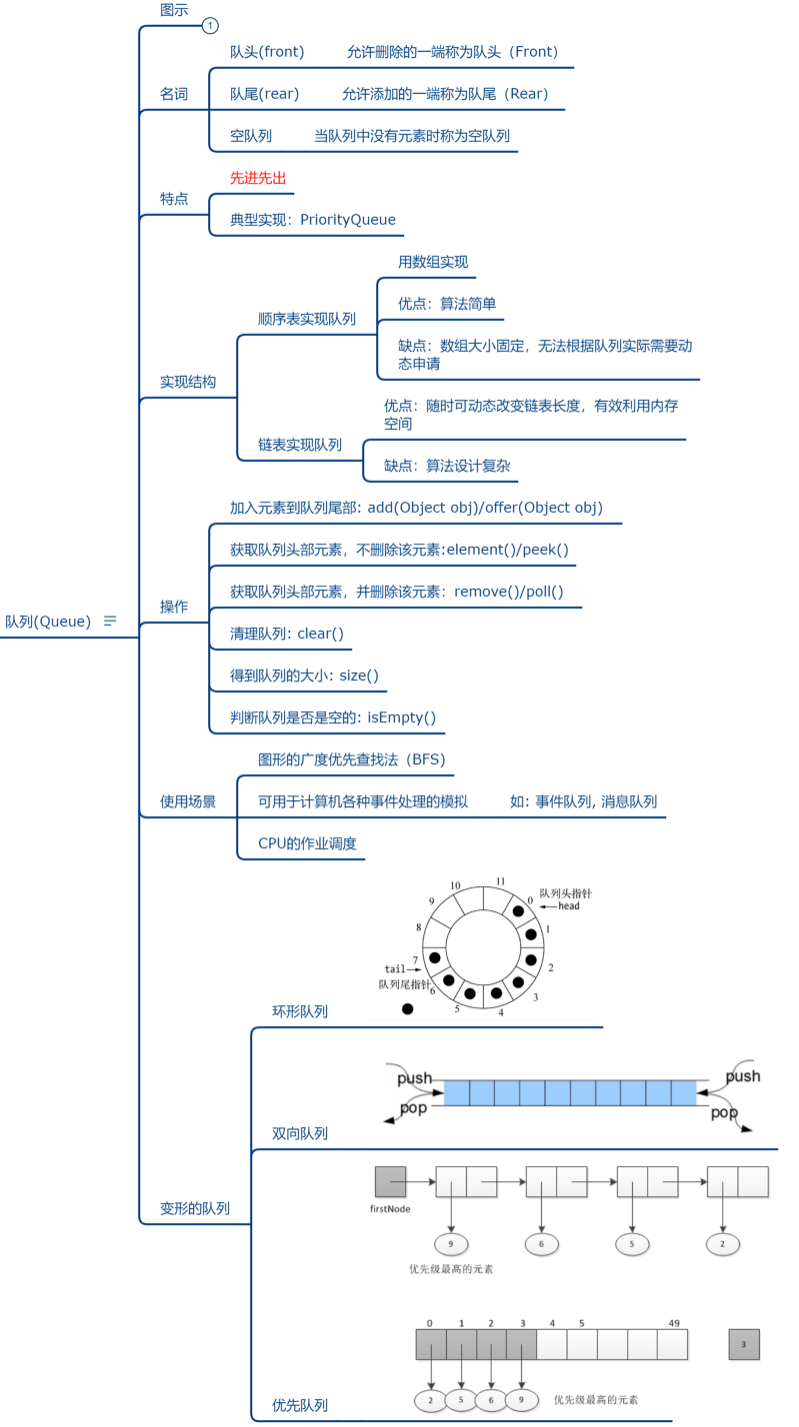 图示
1
队头(front)
允许删除的一端称为队头（Front）
名词
队尾(rear)
允许添加的一端称为队尾（Rear）
空队列
当队列中没有元素时称为空队列
特点
先进先出
典型实现：PriorityQueue
用数组实现
顺序表实现队列
优点：算法简单
缺点：数组大小固定，无法根据队列实际需要动
态申请
实现结构
优点：随时可动态改变链表长度，有效利用内存
空间
链表实现队列
缺点：算法设计复杂
加入元素到队列尾部: add(Object obj)/offer(Object obj)
获取队列头部元素，不删除该元素:element()/peek()
操作
获取队列头部元素，并删除该元素：remove()/poll()
队列(Queue)
清理队列: clear()
得到队列的大小: size()
判断队列是否是空的: isEmpty()
图形的广度优先查找法（BFS)
使用场景
可用于计算机各种事件处理的模拟
如: 事件队列, 消息队列
CPU的作业调度
11
10
9
0
队列头指针
head
8
1
7
2
tail
队列尾指针
6
3
5
4
环形队列
push
push
pop
pop
双向队列
变形的队列
firstNode
9
6
5
2
优先级最高的元素
0 1 2 3 4 5 49
3
2 5 6 9
优先级最高的元素
优先队列